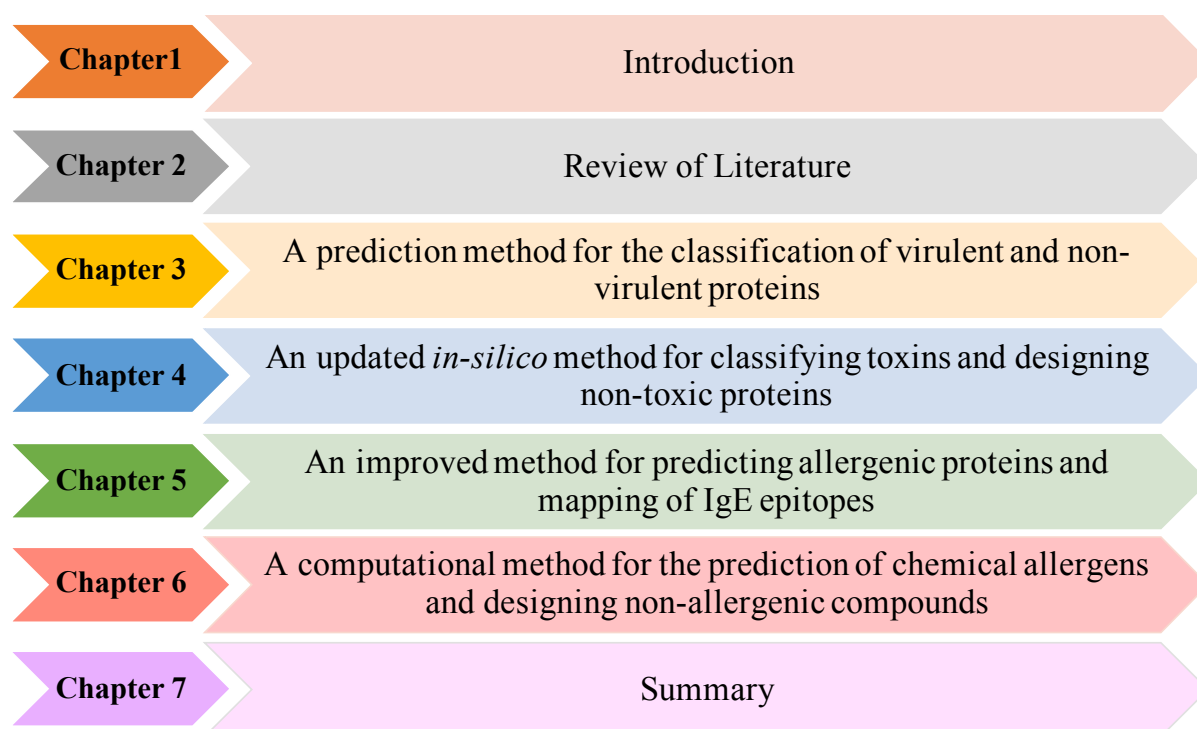 Chapter1
Introduction
Chapter 2
Review of Literature
Chapter 3
A prediction method for the classification of virulent and non-
virulent proteins
Chapter 4
An updated in-silico method for classifying toxins and designing
non-toxic proteins
Chapter 5
An improved method for predicting allergenic proteins and
mapping of IgE epitopes
Chapter 6
A computational method for the prediction of chemical allergens
and designing non-allergenic compounds
Chapter 7
Summary